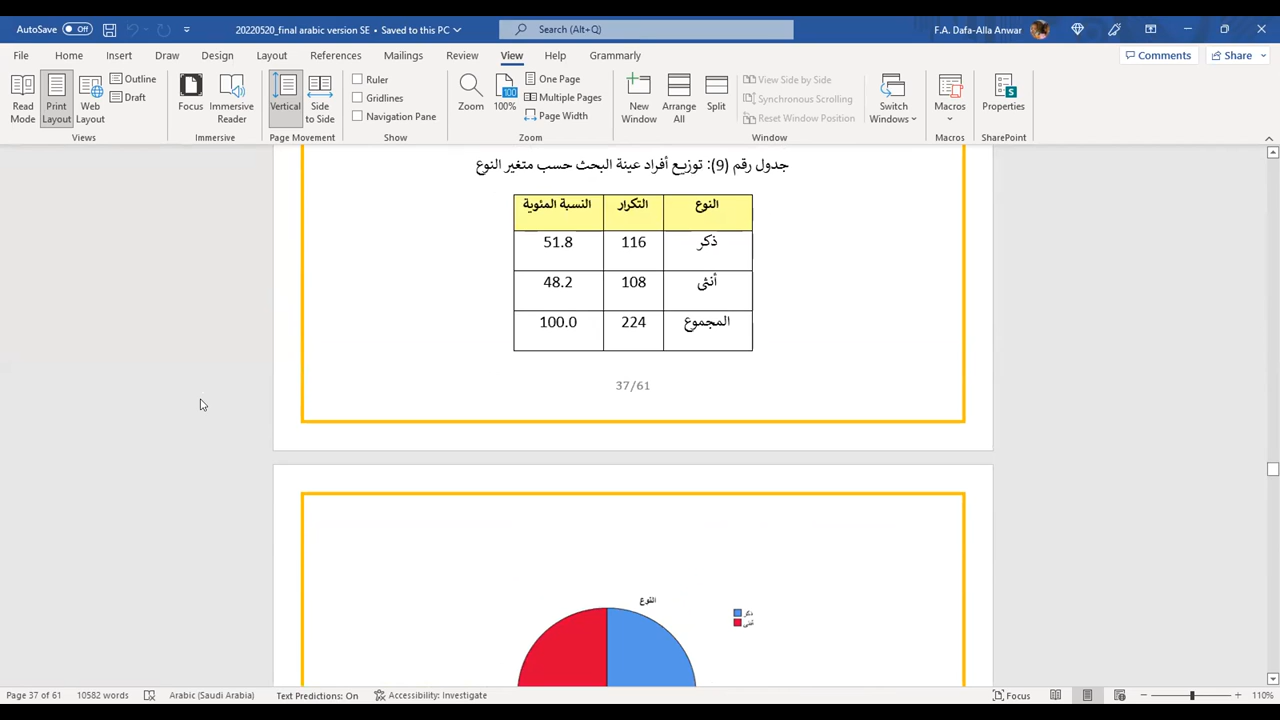 AutoSave Off 20220520_final arabic version SE - Saved to this PC Search (Alt+Q) F.A. Dafa-Alla Anwar
File Home Insert Draw Design Layout References Mailings Review View Help Grammarly Comments Share
Read Mode
Print Layout
Web Layout
Outline
Draft
Views
Focus
Immersive Reader
Immersive
Vertical
Side to Side
Page Movement
Ruler
Gridlines
Navigation Pane
Show
Zoom
100
100%
One Page
Multiple Pages
Page Width
Zoom
New Window
Arrange All
Split
View Side by Side
Synchronous Scrolling
Reset Window Position
Switch Windows
Window
Macros
Macros
Properties
SharePoint
جدول رقم (9): توزيع أفراد عينة البحث حسب متغير النوع
النوع التكرار النسبة المئوية
ذكر 116 51.8
أنثى 108 48.2
المجموع 224 100.0
37/61
النوع
ذكر
أنثى
Page 37 of 61 10582 words Arabic (Saudi Arabia) Text Predictions: On Accessibility: Investigate Focus 110%